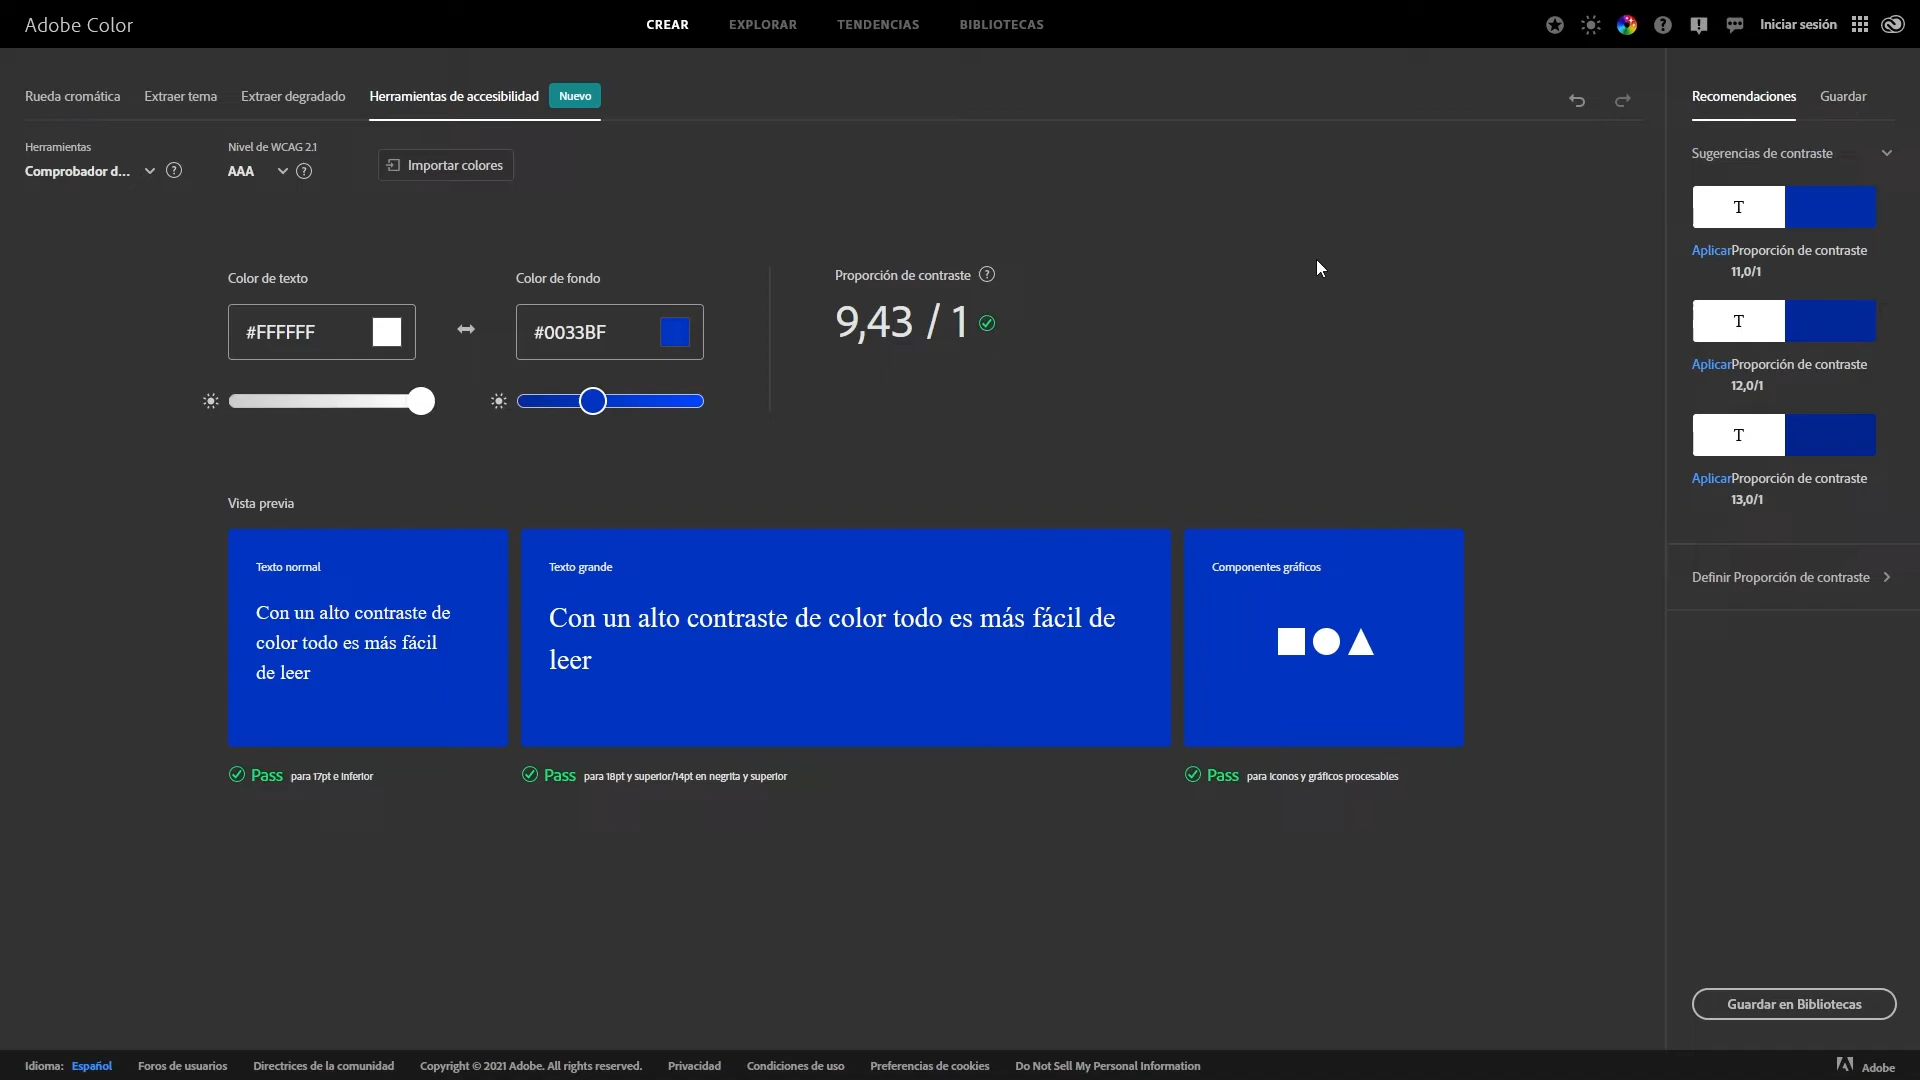 Adobe Color
CREAR
EXPLORAR
TENDENCIAS
BIBLIOTECAS
Iniciar sesión
Rueda cromática
Extraer tema
Extraer degradado
Herramientas de accesibilidad
Nuevo
Recomendaciones
Guardar
Herramientas
Comprobador d...
Nivel de WCAG 2.1
AAA
Importar colores
Sugerencias de contraste
T
Aplicar
Proporción de contraste
11,0/1
T
Aplicar
Proporción de contraste
12,0/1
T
Aplicar
Proporción de contraste
13,0/1
Definir Proporción de contraste
Color de texto
#FFFFFF
Color de fondo
#0033BF
Proporción de contraste
9,43 / 1
Vista previa
Texto normal
Con un alto contraste de
color todo es más fácil
de leer
Texto grande
Con un alto contraste de color todo es más fácil de
leer
Componentes gráficos
Pass para 17pt e inferior
Pass para 18pt y superior/14pt en negrita y superior
Pass para iconos y gráficos procesables
Guardar en Bibliotecas
Idioma: Español
Foros de usuarios
Directrices de la comunidad
Copyright © 2021 Adobe. All rights reserved.
Privacidad
Condiciones de uso
Preferencias de cookies
Do Not Sell My Personal Information
Adobe